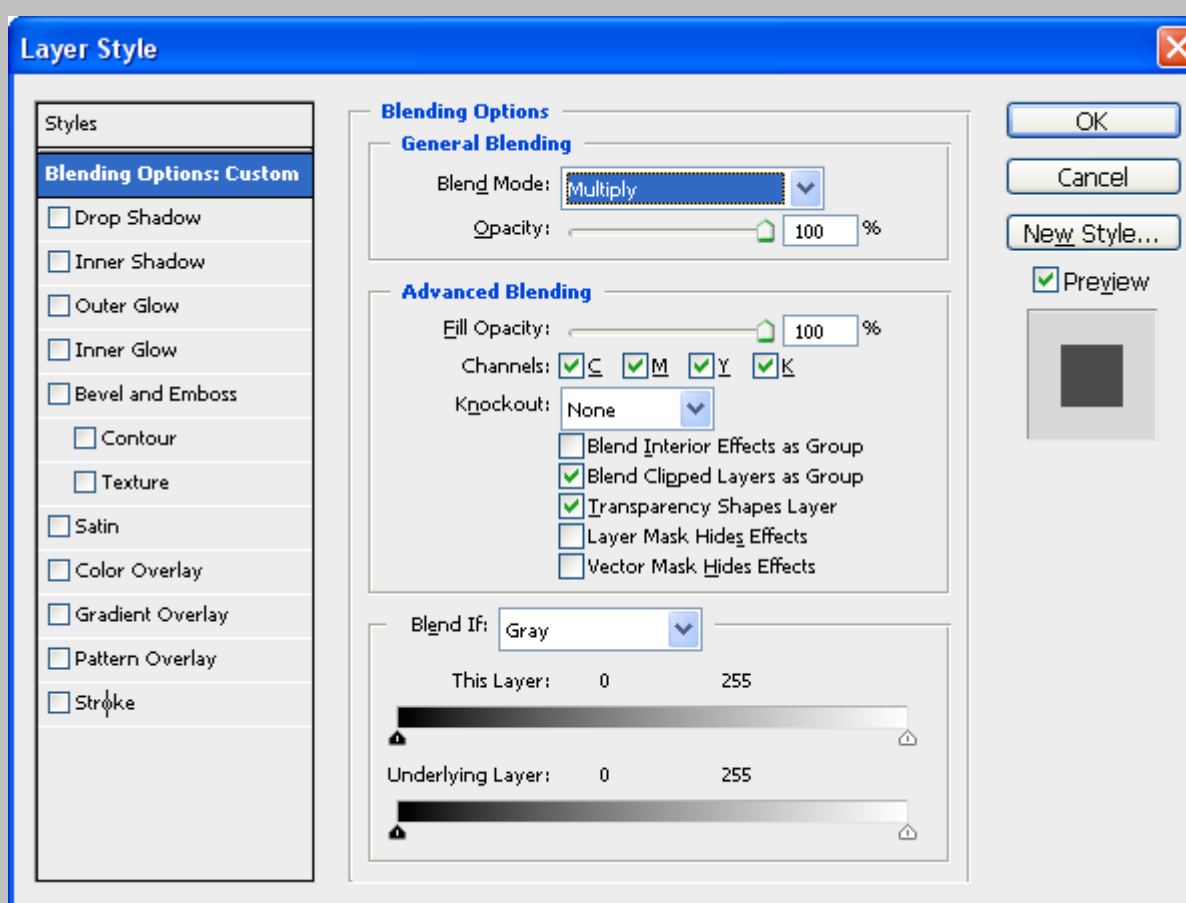 Layer Style
Styles
Blending Options: Custom
Drop Shadow
Inner Shadow
Outer Glow
Inner Glow
Bevel and Emboss
Contour
Texture
Satin
Color Overlay
Gradient Overlay
Pattern Overlay
Stroke
Blending Options
General Blending
Blend Mode: Multiply
Opacity: 100 %
Advanced Blending
Fill Opacity: 100 %
Channels: C M Y K
Knockout: None
Blend Interior Effects as Group
Blend Clipped Layers as Group
Transparency Shapes Layer
Layer Mask Hides Effects
Vector Mask Hides Effects
Blend If: Gray
This Layer: 0 255
Underlying Layer: 0 255
OK
Cancel
New Style...
Preview